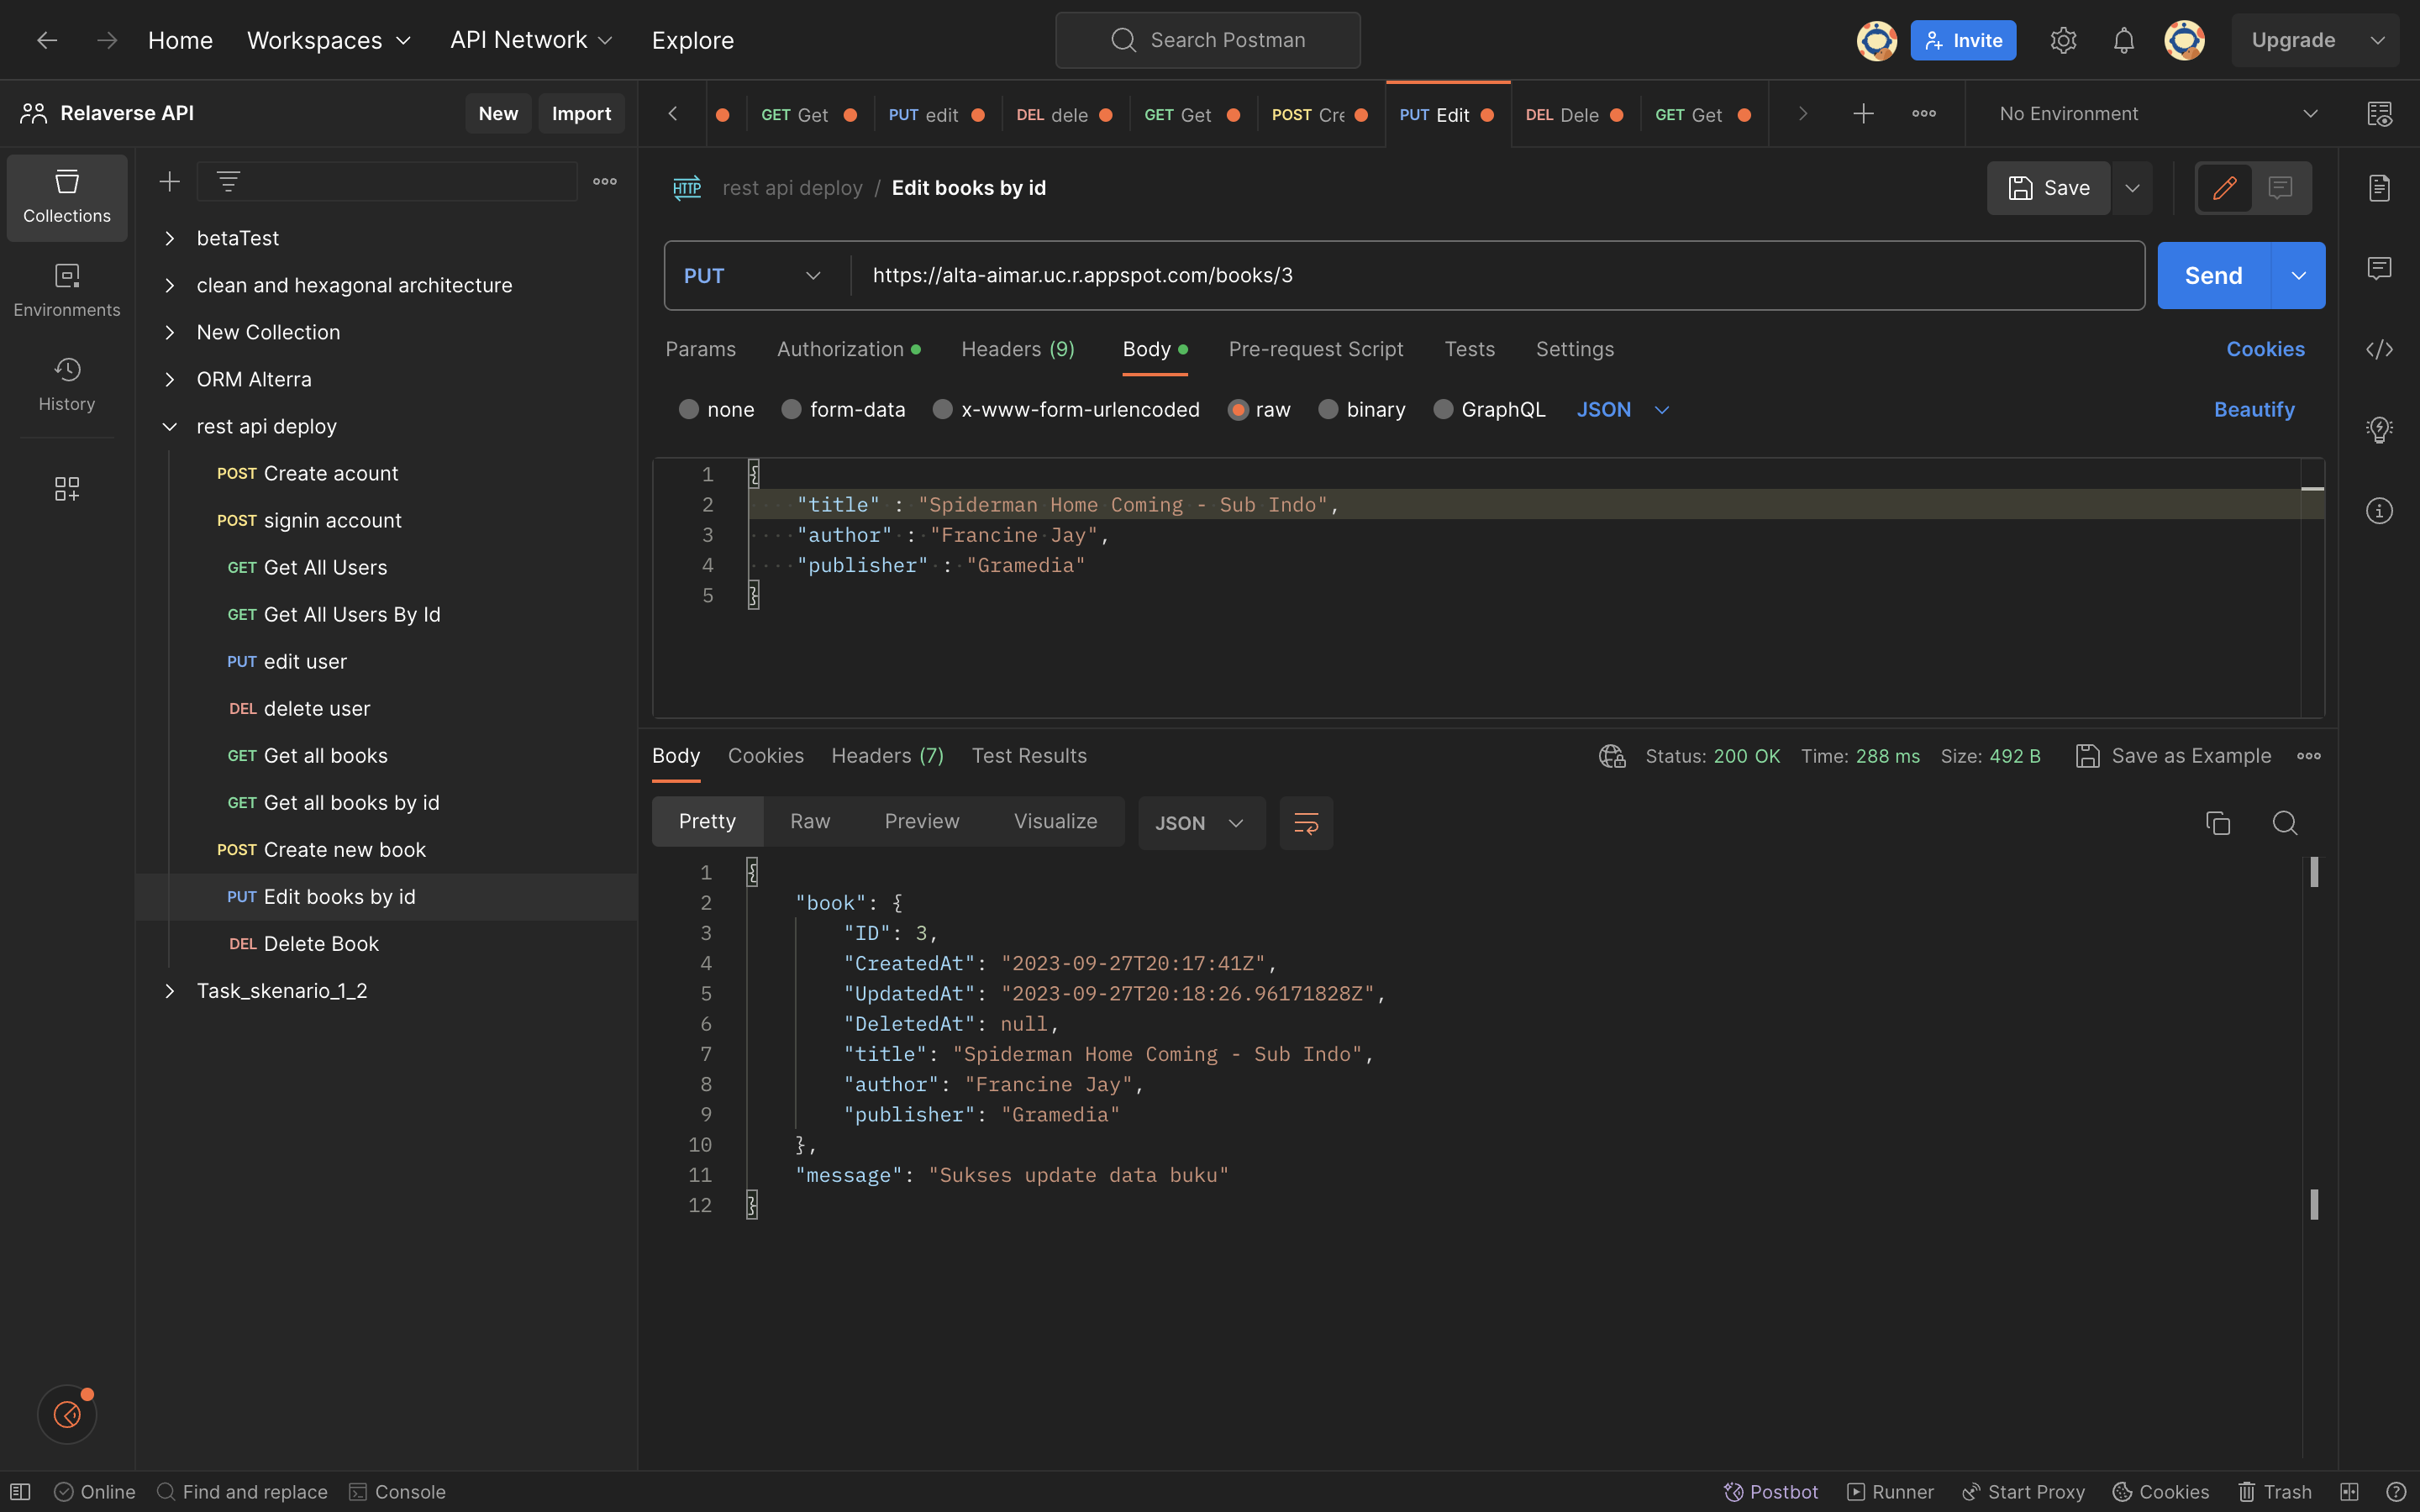 Home Workspaces API Network Explore
Search Postman
Invite
Upgrade
Relaverse API New Import
GET Get PUT edit DEL dele GET Get POST Cre PUT Edit DEL Dele GET Get
No Environment
Collections
Environments
History
betaTest
clean and hexagonal architecture
New Collection
ORM Alterra
rest api deploy
POST Create acount
POST signin account
GET Get All Users
GET Get All Users By Id
PUT edit user
DEL delete user
GET Get all books
GET Get all books by id
POST Create new book
PUT Edit books by id
DEL Delete Book
Task_skenario_1_2
HTTP rest api deploy / Edit books by id
Save
PUT https://alta-aimar.uc.r.appspot.com/books/3 Send
Params Authorization Headers (9) Body Pre-request Script Tests Settings Cookies
none form-data x-www-form-urlencoded raw binary GraphQL JSON Beautify
1 {
2 "title" : "Spiderman Home Coming - Sub Indo",
3 "author" : "Francine Jay",
4 "publisher" : "Gramedia"
5 }
Body Cookies Headers (7) Test Results Status: 200 OK Time: 288 ms Size: 492 B Save as Example
Pretty Raw Preview Visualize JSON
1 {
2 "book": {
3 "ID": 3,
4 "CreatedAt": "2023-09-27T20:17:41Z",
5 "UpdatedAt": "2023-09-27T20:18:26.96171828Z",
6 "DeletedAt": null,
7 "title": "Spiderman Home Coming - Sub Indo",
8 "author": "Francine Jay",
9 "publisher": "Gramedia"
10 },
11 "message": "Sukses update data buku"
12 }
Online Find and replace Console Postbot Runner Start Proxy Cookies Trash